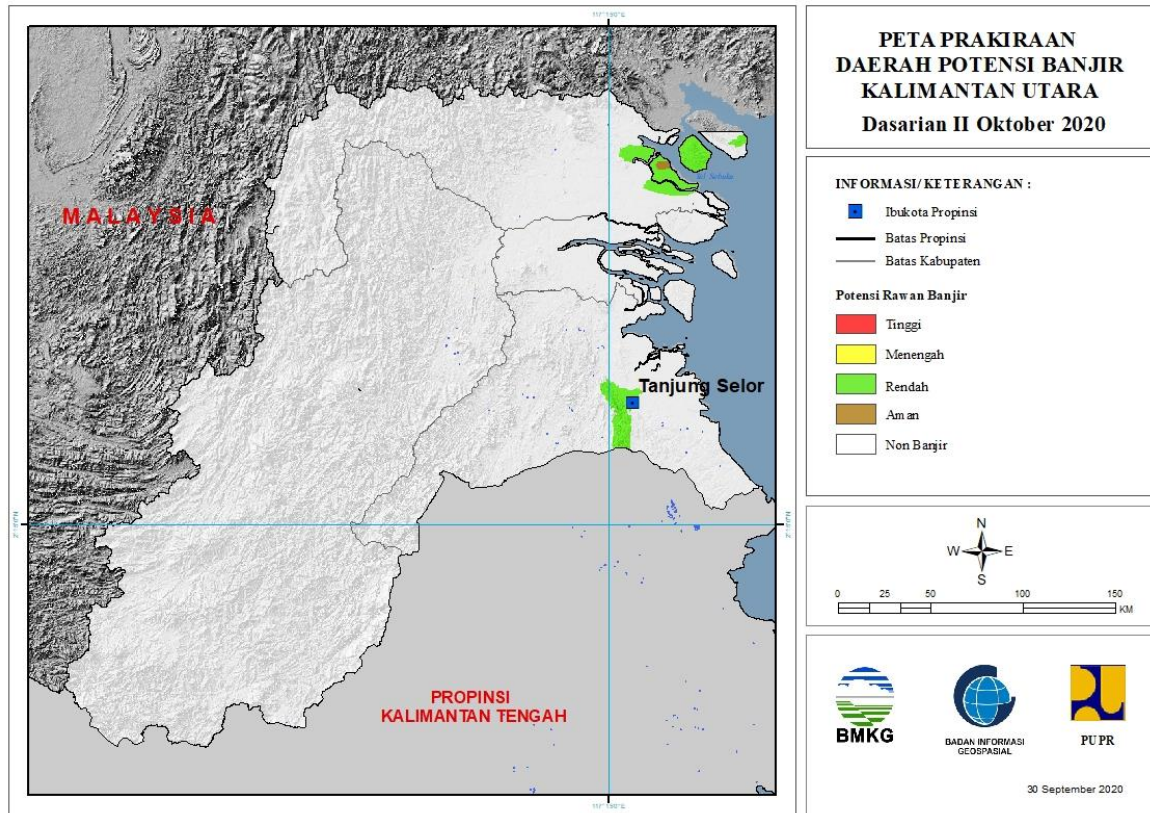 PETA PRAKIRAAN
DAERAH POTENSI BANJIR
KALIMANTAN UTARA
Dasarian II Oktober 2020
INFORMASI/ KETERANGAN :
Ibukota Propinsi
Batas Propinsi
Batas Kabupaten
Potensi Rawan Banjir
Tinggi
Menengah
Rendah
Aman
Non Banjir
N
W E
S
0 25 50 100 150
KM
BMKG
BADAN INFORMASI
GEOSPASIAL
PUPR
30 September 2020
MALAYSIA
Tanjung Selor
PROPINSI
KALIMANTAN TENGAH